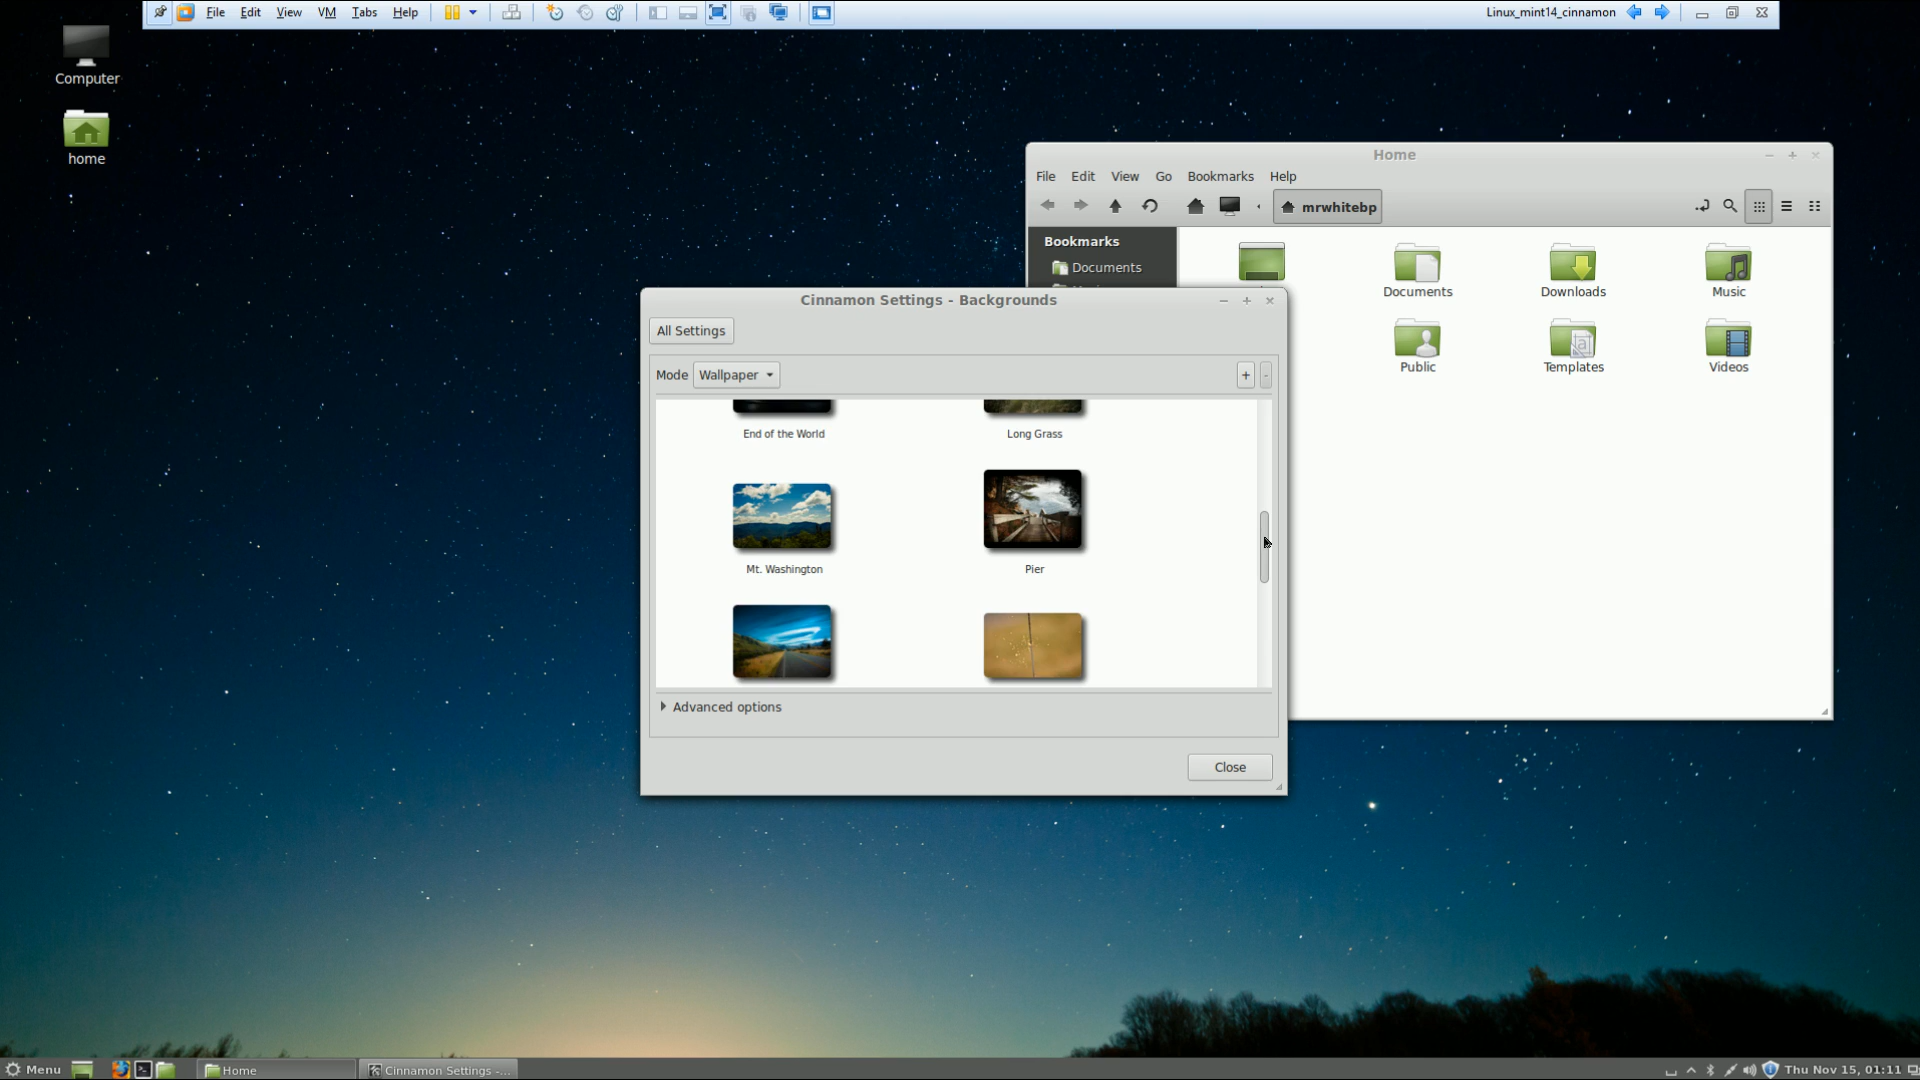 File Edit View VM Tabs Help
Linux_mint14_cinnamon
Computer
home
Home
File Edit View Go Bookmarks Help
mrwhitebp
Bookmarks
Documents
Documents
Downloads
Music
Public
Templates
Videos
Cinnamon Settings - Backgrounds
All Settings
Mode Wallpaper
End of the World
Long Grass
Mt. Washington
Pier
Advanced options
Close
Menu
Home
Cinnamon Settings -...
Thu Nov 15, 01:11